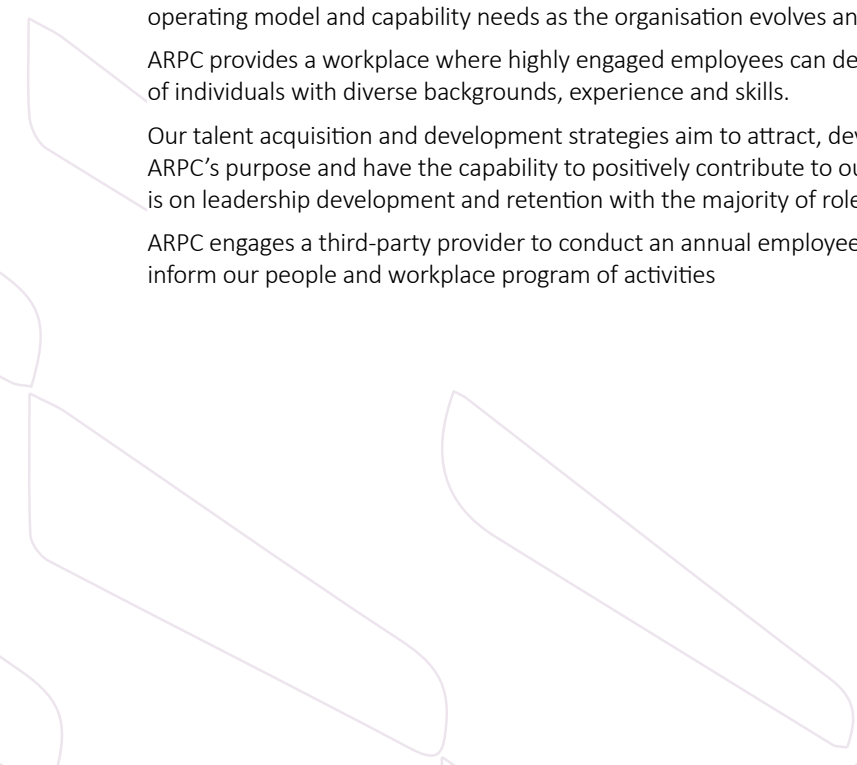 operating model and capability needs as the organisation evolves an
ARPC provides a workplace where highly engaged employees can de
of individuals with diverse backgrounds, experience and skills.
Our talent acquisition and development strategies aim to attract, dev
ARPC’s purpose and have the capability to positively contribute to ou
is on leadership development and retention with the majority of role
ARPC engages a third-party provider to conduct an annual employee
inform our people and workplace program of activities